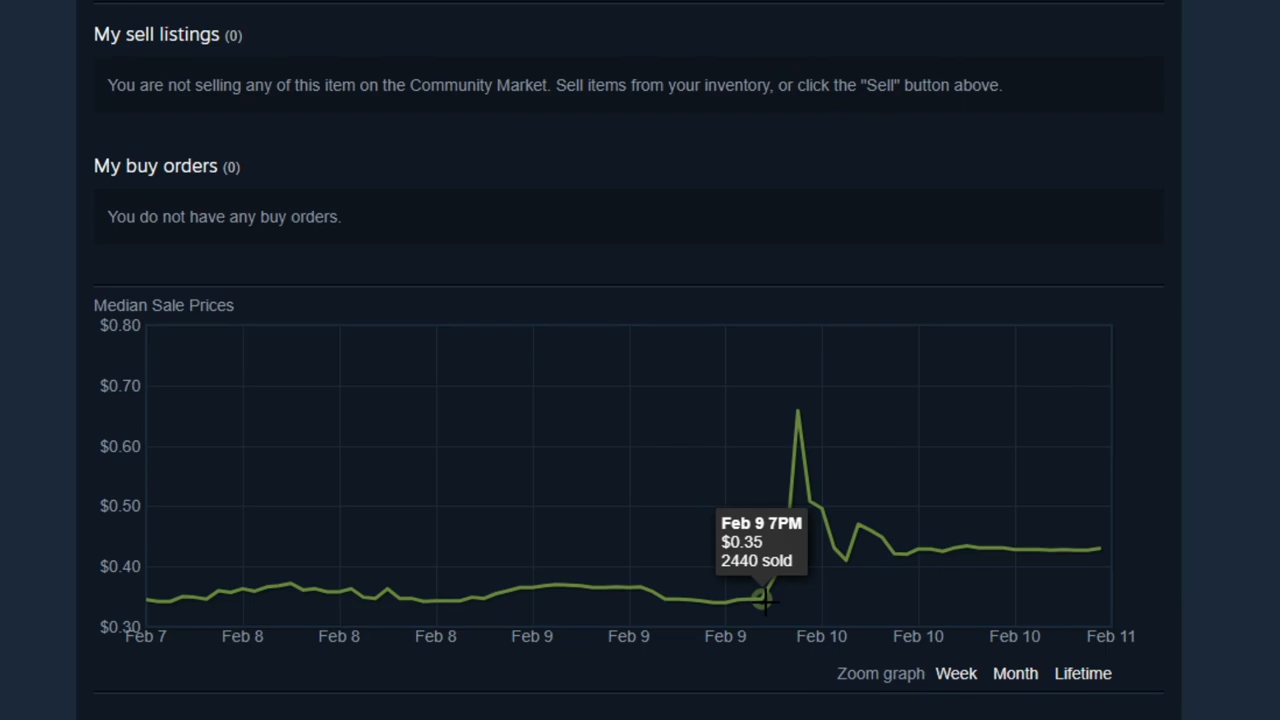 My sell listings (0)
You are not selling any of this item on the Community Market. Sell items from your inventory, or click the "Sell" button above.
My buy orders (0)
You do not have any buy orders.
Median Sale Prices
$0.80
$0.70
$0.60
$0.50
$0.40
$0.30
Feb 9 7PM
$0.35
2440 sold
Feb 7 Feb 8 Feb 8 Feb 8 Feb 9 Feb 9 Feb 9 Feb 10 Feb 10 Feb 10 Feb 11
Zoom graph Week Month Lifetime